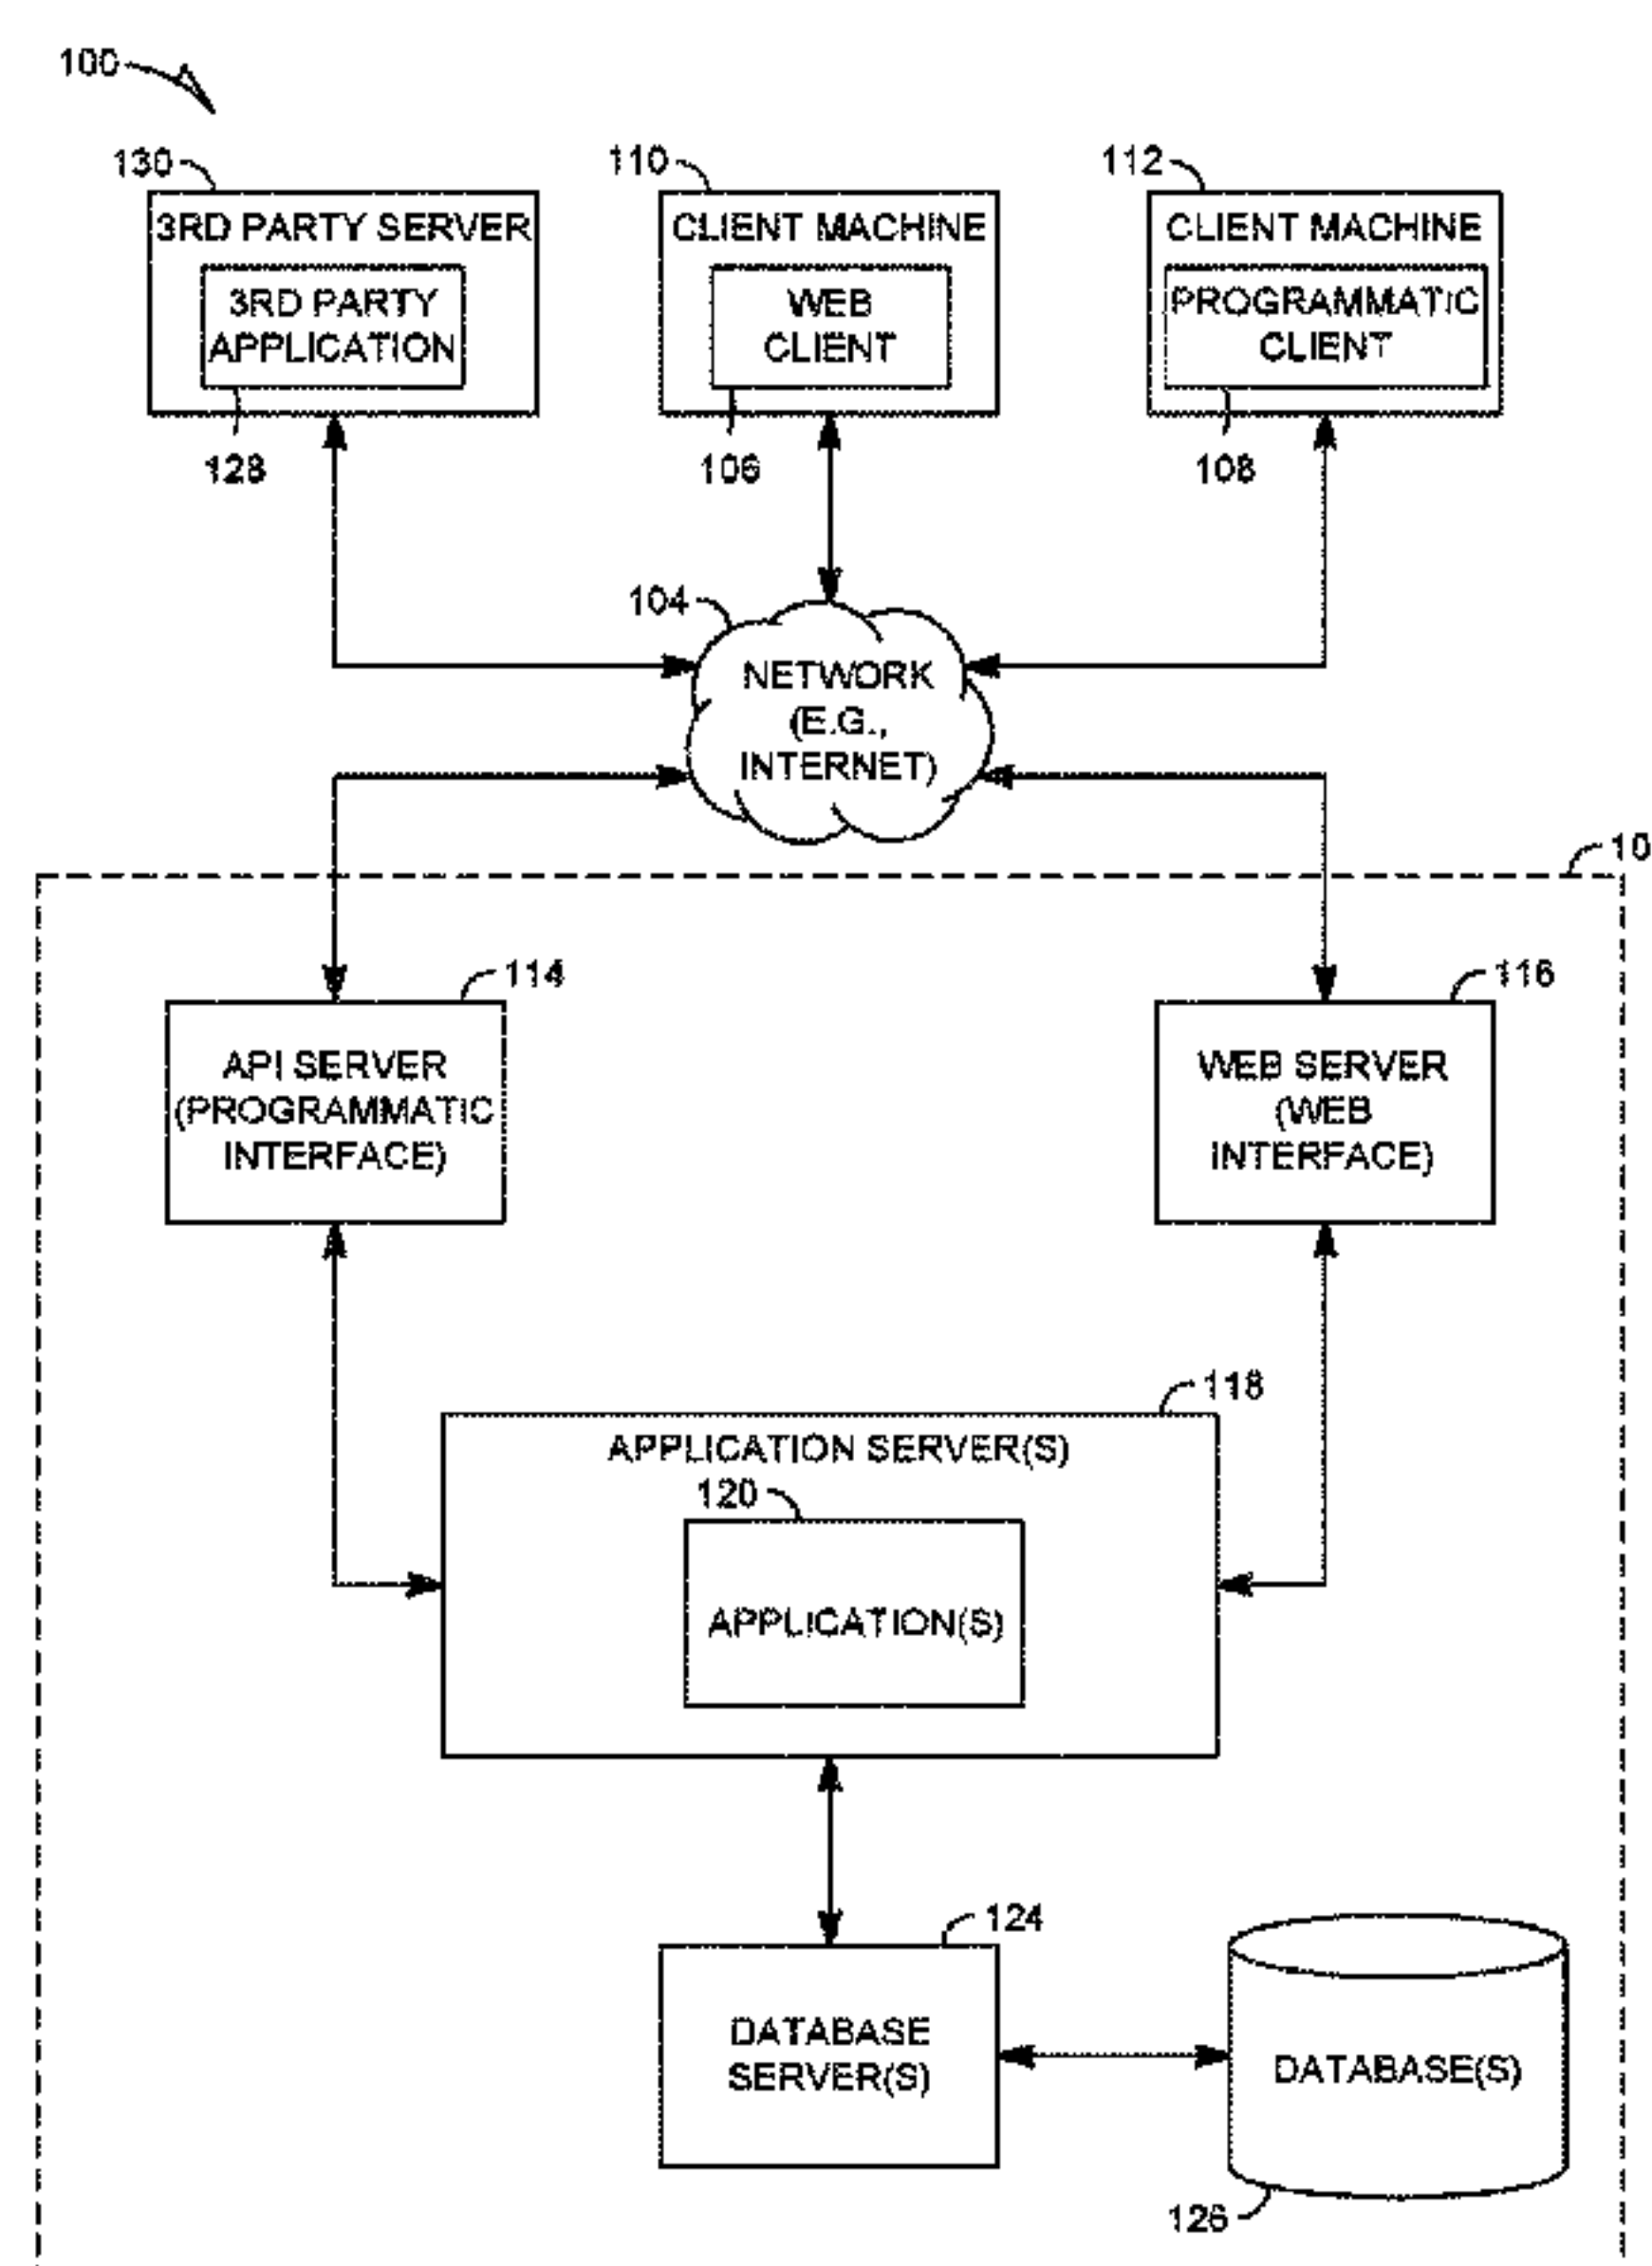 100
130
110
112
3RD PARTY SERVER
CLIENT MACHINE
CLIENT MACHINE
3RD PARTY
APPLICATION
WEB
CLIENT
PROGRAMMATIC
CLIENT
128
106
108
104
NETWORK
(E.G.,
INTERNET)
10
114
116
API SERVER
(PROGRAMMATIC
INTERFACE)
WEB SERVER
(WEB
INTERFACE)
118
APPLICATION SERVER(S)
120
APPLICATION(S)
124
DATABASE
SERVER(S)
DATABASE(S)
126